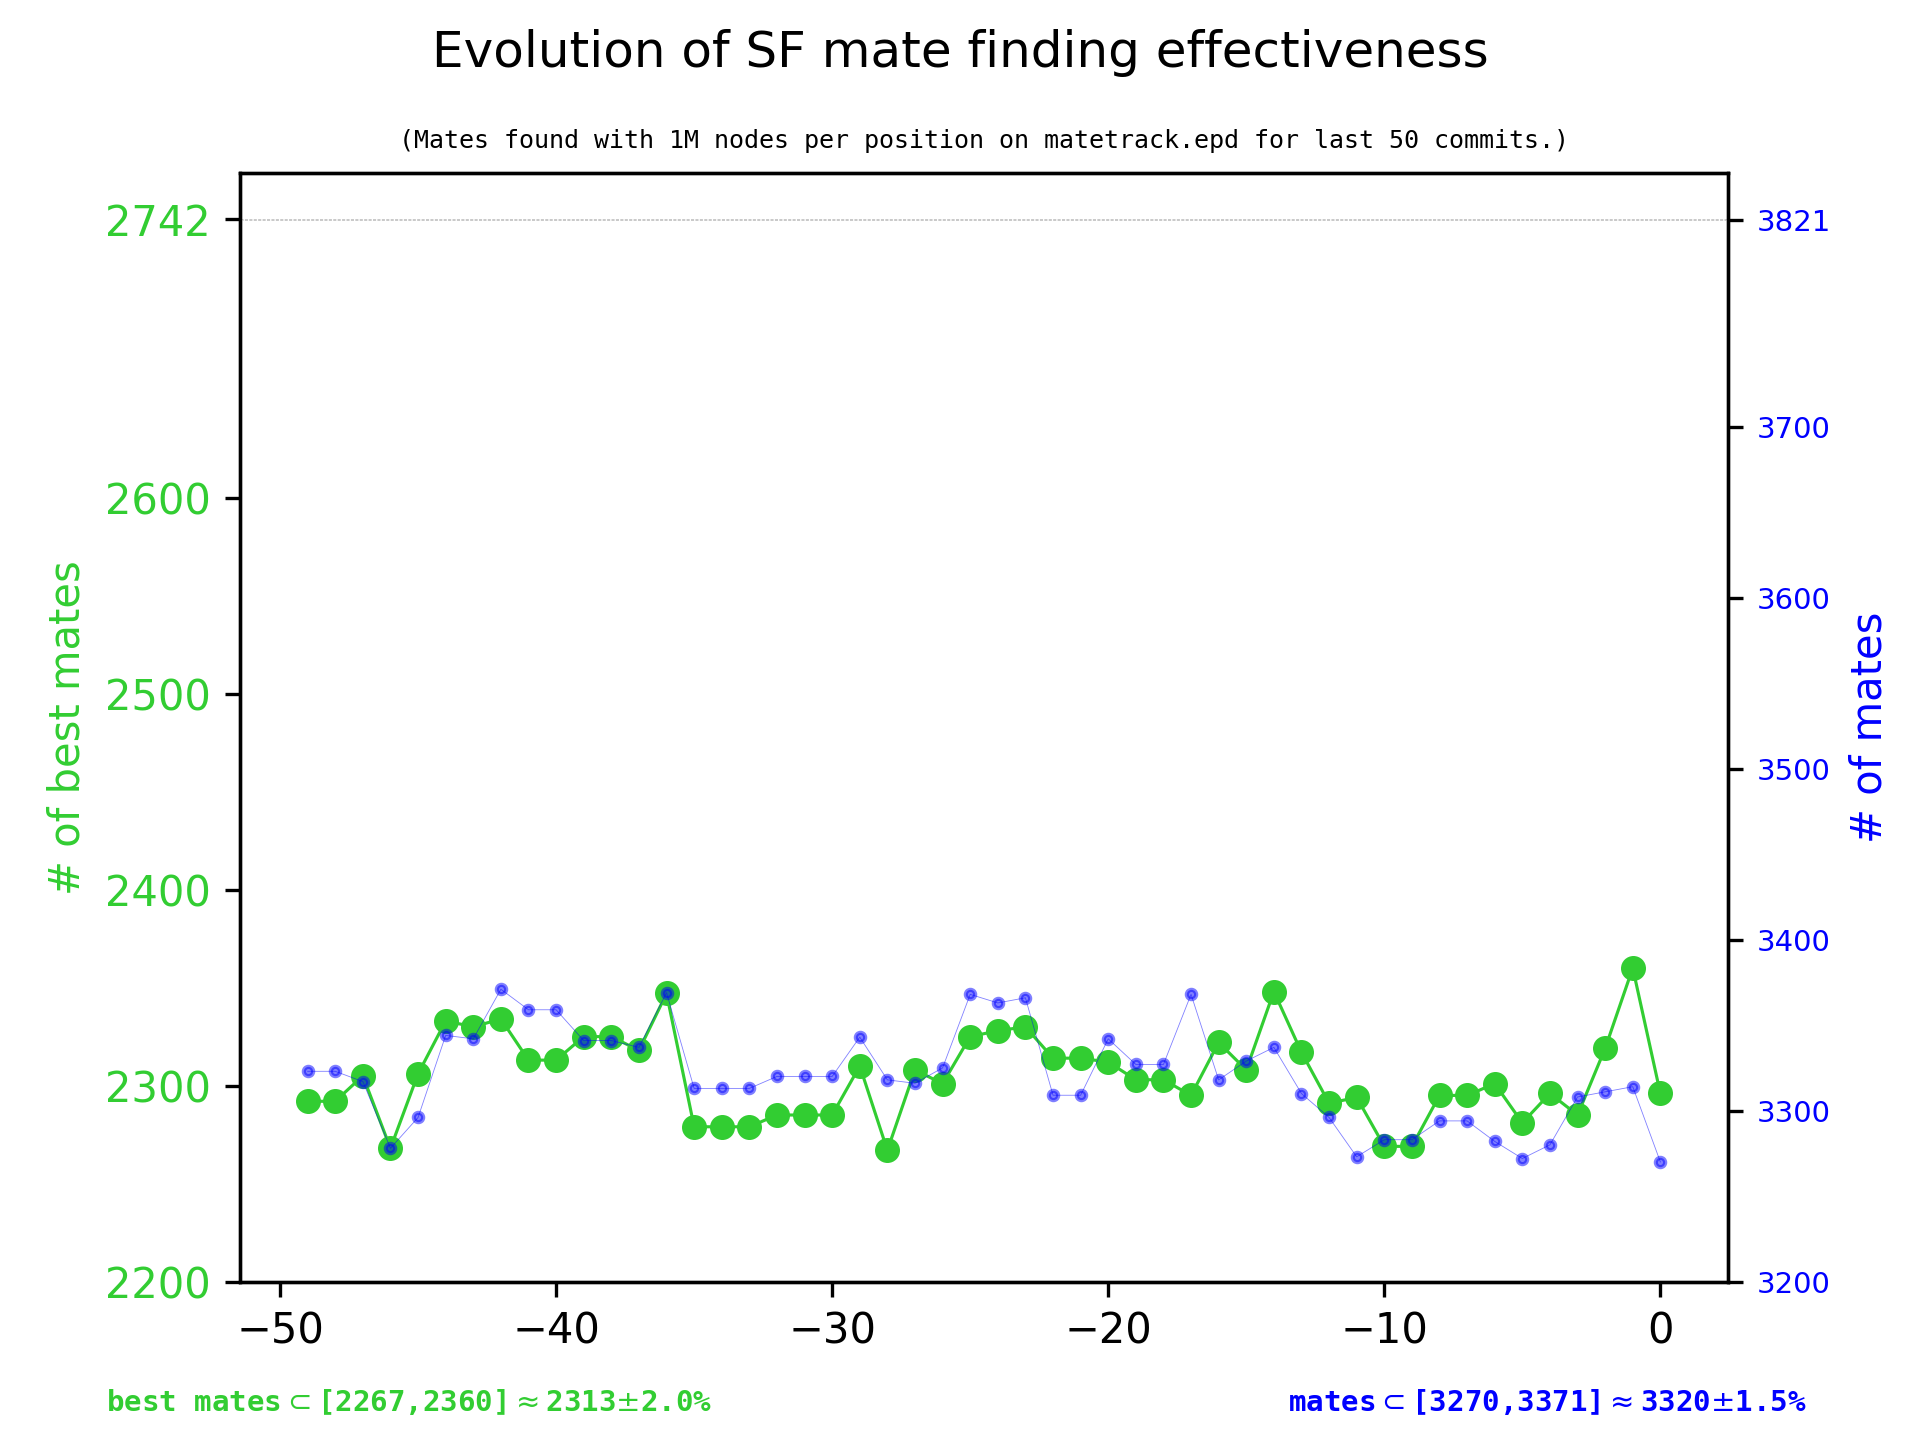 Evolution of SF mate finding effectiveness
(Mates found with 1M nodes per position on matetrack.epd for last 50 commits.)
2742
2600
2500
2400
2300
2200
# of best mates
3821
3700
3600
3500
3400
3300
3200
# of mates
−50 −40 −30 −20 −10 0
best mates ⊂ [2267,2360] ≈ 2313±2.0%
mates ⊂ [3270,3371] ≈ 3320±1.5%